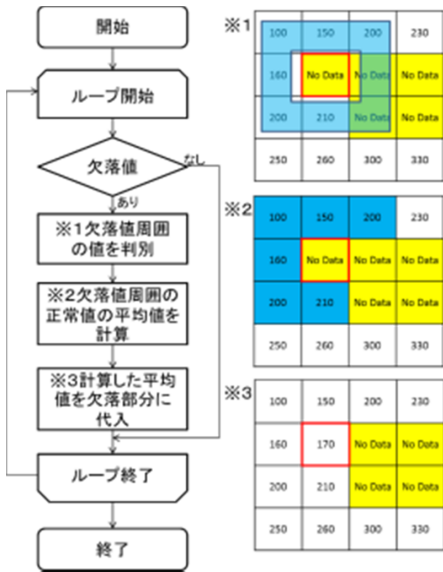 開始
ループ開始
欠落値
なし
あり
※1欠落値周囲
の値を判別
※2欠落値周囲の
正常値の平均値を
計算
※3計算した平均
値を欠落部分に
代入
ループ終了
終了
※1
100 150 200 230
160 No Data No Data No Data
200 210 No Data No Data
250 260 300 330
※2
100 150 200 230
160 No Data No Data No Data
200 210 No Data No Data
250 260 300 330
※3
100 150 200 230
160 170 No Data No Data
200 210 No Data No Data
250 260 300 330